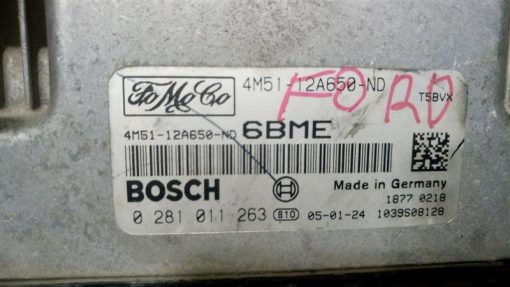 FoMoCo
4M51-12A650-ND
FORD
T5BVX
4M51-12A650-ND 6BME
BOSCH
Made in Germany
1877 0218
0 281 011 263 B10 05-01-24 1039S08128